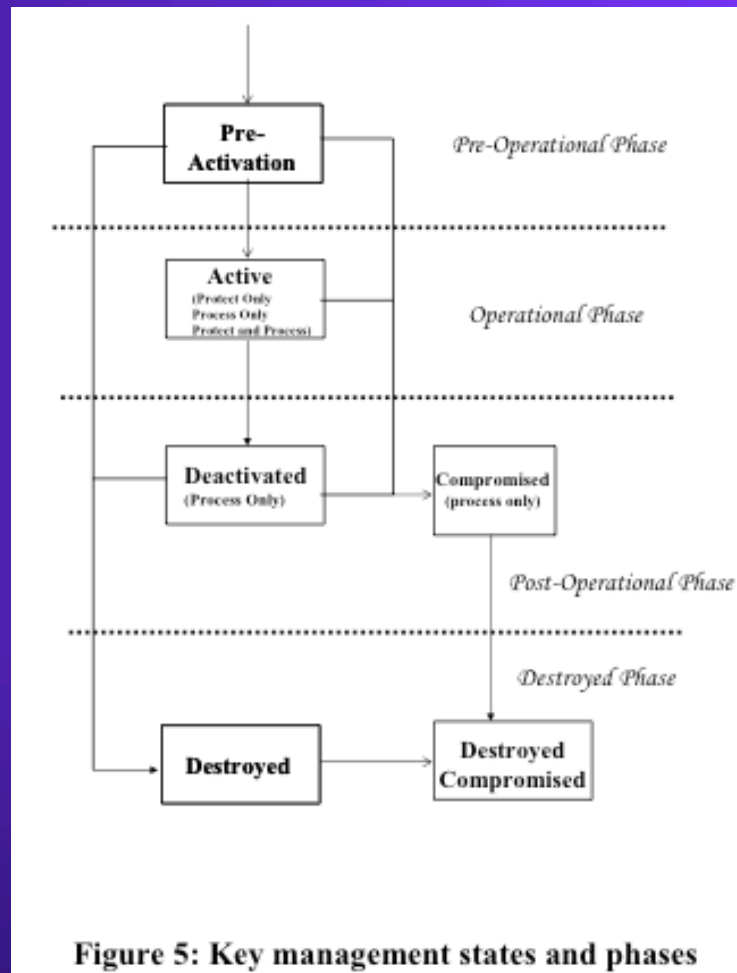 Pre-
Activation
Pre-Operational Phase
Active
(Protect Only
Process Only
Protect and Process)
Operational Phase
Deactivated
(Process Only)
Compromised
(process only)
Post-Operational Phase
Destroyed Phase
Destroyed
Destroyed
Compromised
Figure 5: Key management states and phases